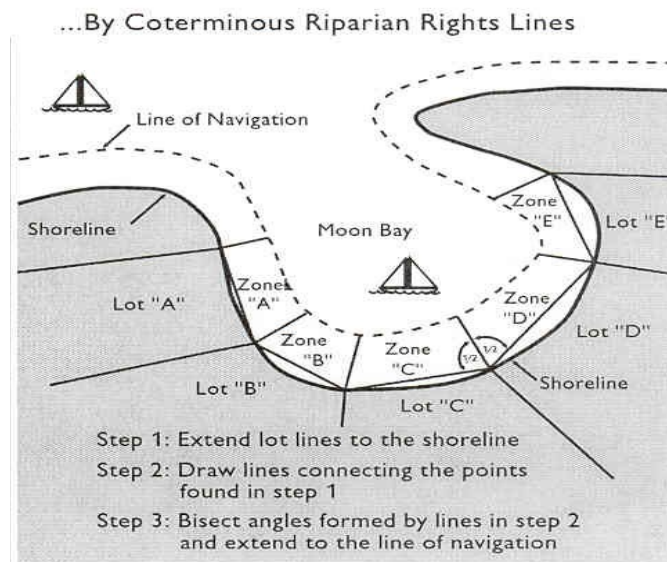 ...By Coterminous Riparian Rights Lines
Line of Navigation
Shoreline
Moon Bay
Zone
"E"
Lot "E"
Zone
"A"
Lot "A"
Zone
"D"
Lot "D"
Zone
"B"
Zone
"C"
1/2
1/2
Shoreline
Lot "B"
Lot "C"
Step 1: Extend lot lines to the shoreline
Step 2: Draw lines connecting the points
found in step 1
Step 3: Bisect angles formed by lines in step 2
and extend to the line of navigation